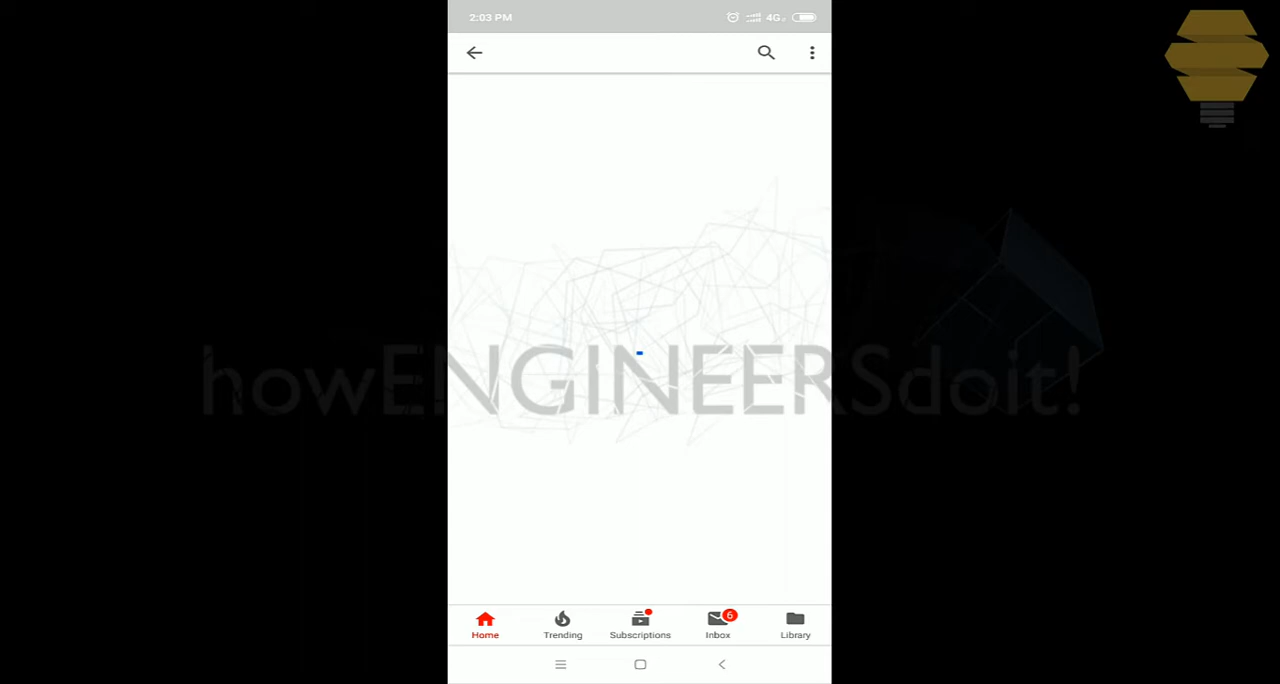 2:03 PM
4G
howENGINEERSdoit!
6
Home
Trending
Subscriptions
Inbox
Library